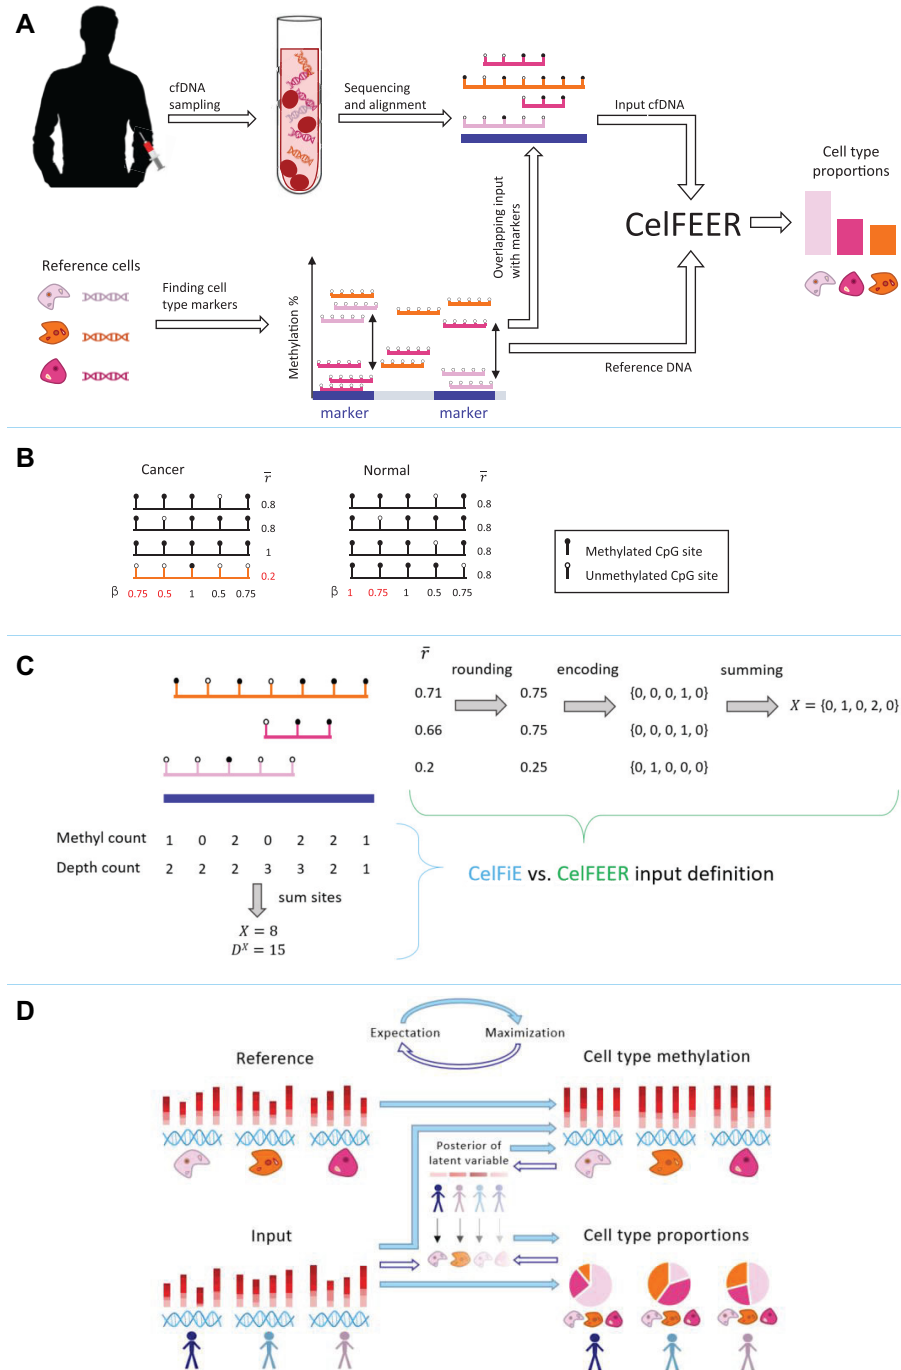 A
cfDNA
sampling
Sequencing
and alignment
Input cfDNA
Cell type
proportions
CelFEER
Overlapping input
with markers
Reference cells
Finding cell
type markers
Methylation %
Reference DNA
marker
marker
B
Cancer
r̅
Normal
r̅
0.8
0.8
0.8
0.8
1
0.8
0.2
0.8
β 0.75 0.5 1 0.5 0.75
β 1 0.75 1 0.5 0.75
Methylated CpG site
Unmethylated CpG site
C
r̅
rounding
encoding
summing
0.71
0.75
{0, 0, 0, 1, 0}
X = {0, 1, 0, 2, 0}
0.66
0.75
{0, 0, 0, 1, 0}
0.2
0.25
{0, 1, 0, 0, 0}
Methyl count 1 0 2 0 2 2 1
Depth count 2 2 2 3 3 2 1
sum sites
X = 8
Dˣ = 15
CelFiE vs. CelFEER input definition
D
Expectation
Maximization
Reference
Cell type methylation
Posterior of
latent variable
Input
Cell type proportions